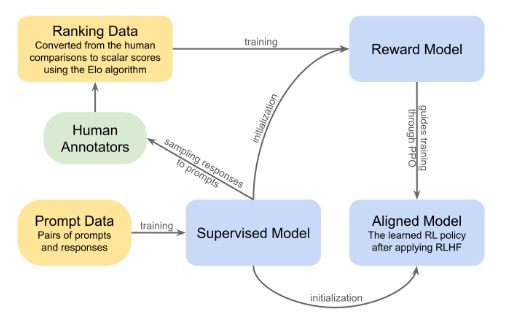 Ranking Data
Converted from the human
comparisons to scalar scores
using the Elo algorithm
training
Reward Model
initialization
guides training
through PPO
Human
Annotators
sampling responses
to prompts
Prompt Data
Pairs of prompts
and responses
training
Supervised Model
Aligned Model
The learned RL policy
after applying RLHF
initialization